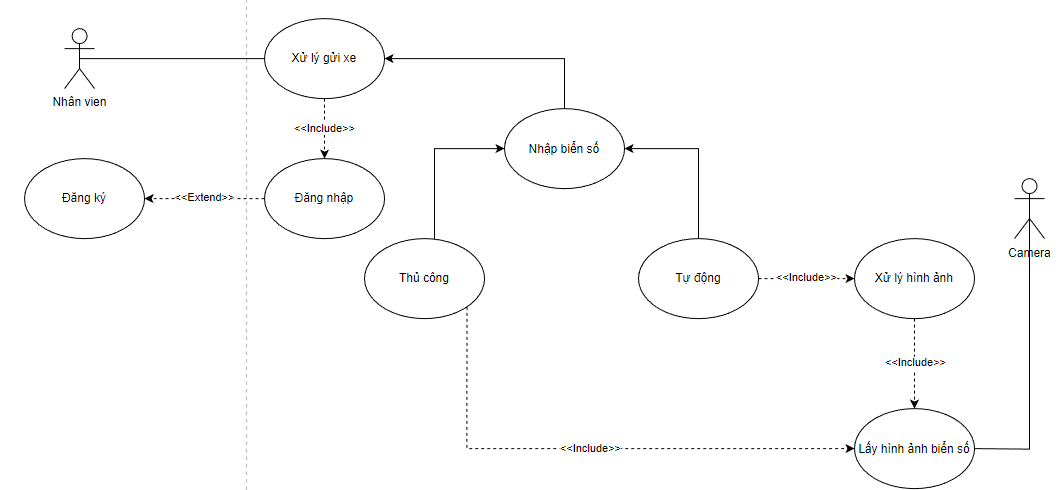 Xử lý gửi xe
Nhân vien
<<Include>>
Nhập biển số
Đăng ký
<<Extend>>
Đăng nhập
Camera
Thủ công
Tự động
<<Include>>
Xử lý hình ảnh
<<Include>>
<<Include>>
Lấy hình ảnh biển số